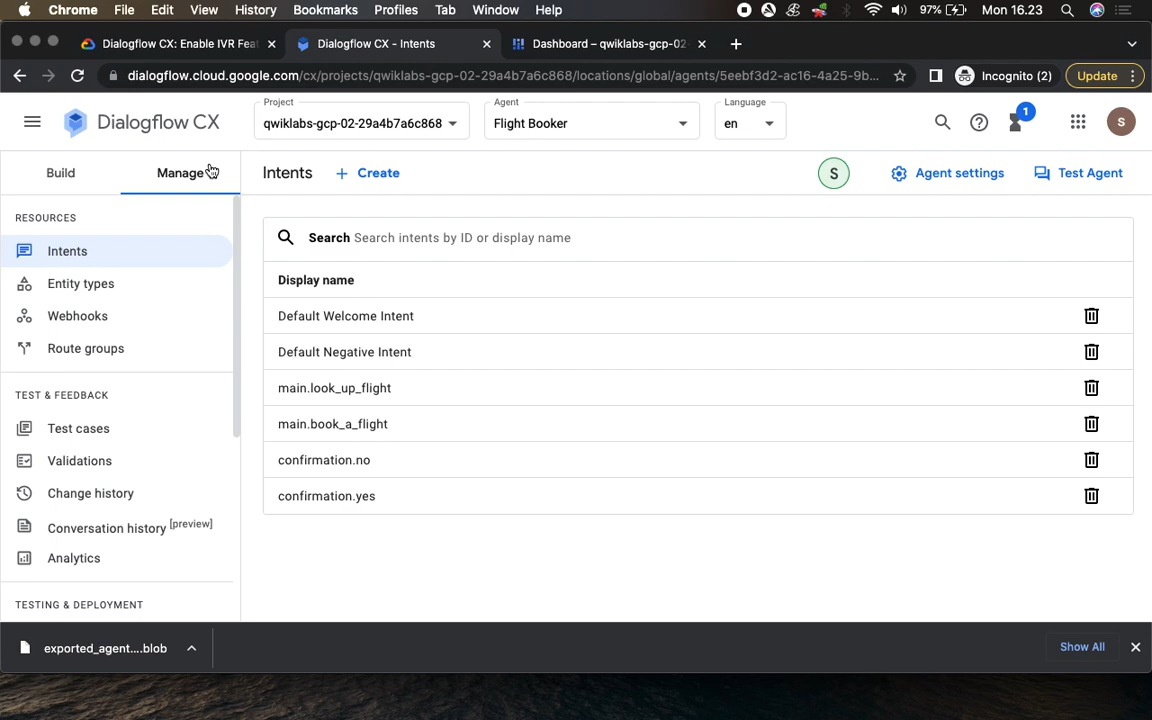 Chrome File Edit View History Bookmarks Profiles Tab Window Help 97% Mon 16.23
Dialogflow CX: Enable IVR Feat Dialogflow CX - Intents Dashboard – qwiklabs-gcp-02-
dialogflow.cloud.google.com/cx/projects/qwiklabs-gcp-02-29a4b7a6c868/locations/global/agents/5eebf3d2-ac16-4a25-9b... Incognito (2) Update
Dialogflow CX
Project
qwiklabs-gcp-02-29a4b7a6c868
Agent
Flight Booker
Language
en
1
S
Build Manage
Intents + Create
S
Agent settings
Test Agent
RESOURCES
Intents
Entity types
Webhooks
Route groups
TEST & FEEDBACK
Test cases
Validations
Change history
Conversation history [preview]
Analytics
TESTING & DEPLOYMENT
Search Search intents by ID or display name
Display name
Default Welcome Intent
Default Negative Intent
main.look_up_flight
main.book_a_flight
confirmation.no
confirmation.yes
exported_agent....blob
Show All